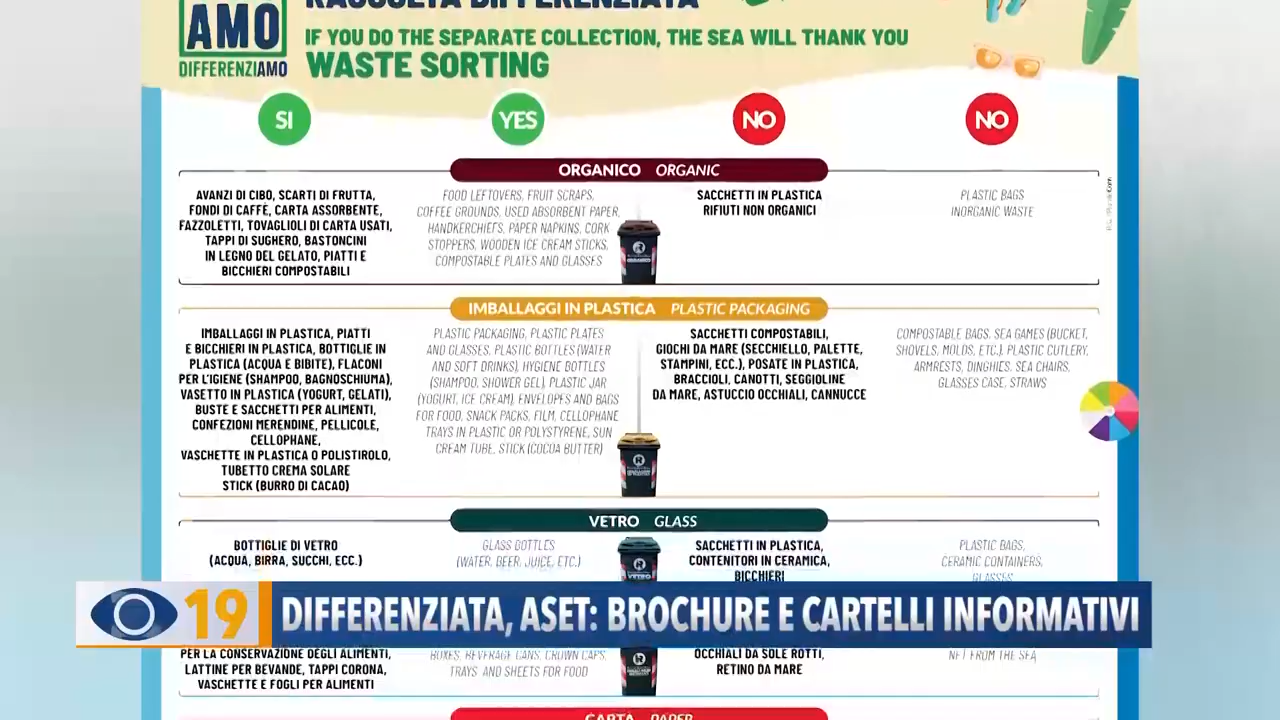 RACCOLTA DIFFERENZIATA
AMO
DIFFERENZIAMO
IF YOU DO THE SEPARATE COLLECTION, THE SEA WILL THANK YOU
WASTE SORTING
SI
YES
NO
NO
ORGANICO ORGANIC
AVANZI DI CIBO, SCARTI DI FRUTTA,
FONDI DI CAFFÈ, CARTA ASSORBENTE,
FAZZOLETTI, TOVAGLIOLI DI CARTA USATI,
TAPPI DI SUGHERO, BASTONCINI
IN LEGNO DEL GELATO, PIATTI E
BICCHIERI COMPOSTABILI
FOOD LEFTOVERS, FRUIT SCRAPS,
COFFEE GROUNDS, USED ABSORBENT PAPER,
HANDKERCHIEFS, PAPER NAPKINS, CORK
STOPPERS, WOODEN ICE CREAM STICKS,
COMPOSTABLE PLATES AND GLASSES
SACCHETTI IN PLASTICA
RIFIUTI NON ORGANICI
PLASTIC BAGS
INORGANIC WASTE
IMBALLAGGI IN PLASTICA PLASTIC PACKAGING
IMBALLAGGI IN PLASTICA, PIATTI
E BICCHIERI IN PLASTICA, BOTTIGLIE IN
PLASTICA (ACQUA E BIBITE), FLACONI
PER L'IGIENE (SHAMPOO, BAGNOSCHIUMA),
VASETTO IN PLASTICA (YOGURT, GELATI),
BUSTE E SACCHETTI PER ALIMENTI,
CONFEZIONI MERENDINE, PELLICOLE,
CELLOPHANE,
VASCHETTE IN PLASTICA O POLISTIROLO,
TUBETTO CREMA SOLARE
STICK (BURRO DI CACAO)
PLASTIC PACKAGING, PLASTIC PLATES
AND GLASSES, PLASTIC BOTTLES (WATER
AND SOFT DRINKS), HYGIENE BOTTLES
(SHAMPOO, SHOWER GEL), PLASTIC JAR
(YOGURT, ICE CREAM), ENVELOPES AND BAGS
FOR FOOD, SNACK PACKS, FILM, CELLOPHANE
TRAYS IN PLASTIC OR POLYSTYRENE, SUN
CREAM TUBE, STICK (COCOA BUTTER)
SACCHETTI COMPOSTABILI,
GIOCHI DA MARE (SECCHIELLO, PALETTE,
STAMPINI, ECC.), POSATE IN PLASTICA,
BRACCIOLI, CANOTTI, SEGGIOLINE
DA MARE, ASTUCCIO OCCHIALI, CANNUCCE
COMPOSTABLE BAGS, SEA GAMES (BUCKET,
SHOVELS, MOLDS, ETC.), PLASTIC CUTLERY,
ARMRESTS, DINGHIES, SEA CHAIRS,
GLASSES CASE, STRAWS
VETRO GLASS
BOTTIGLIE DI VETRO
(ACQUA, BIRRA, SUCCHI, ECC.)
GLASS BOTTLES
(WATER, BEER, JUICE, ETC.)
VETRO
SACCHETTI IN PLASTICA,
CONTENITORI IN CERAMICA,
BICCHIERI
PLASTIC BAGS,
CERAMIC CONTAINERS,
GLASSES
19 DIFFERENZIATA, ASET: BROCHURE E CARTELLI INFORMATIVI
PER LA CONSERVAZIONE DEGLI ALIMENTI,
LATTINE PER BEVANDE, TAPPI CORONA,
VASCHETTE E FOGLI PER ALIMENTI
BOXES, BEVERAGE CANS, CROWN CAPS,
TRAYS AND SHEETS FOR FOOD
OCCHIALI DA SOLE ROTTI,
RETINO DA MARE
NET FROM THE SEA
CARTA PAPER